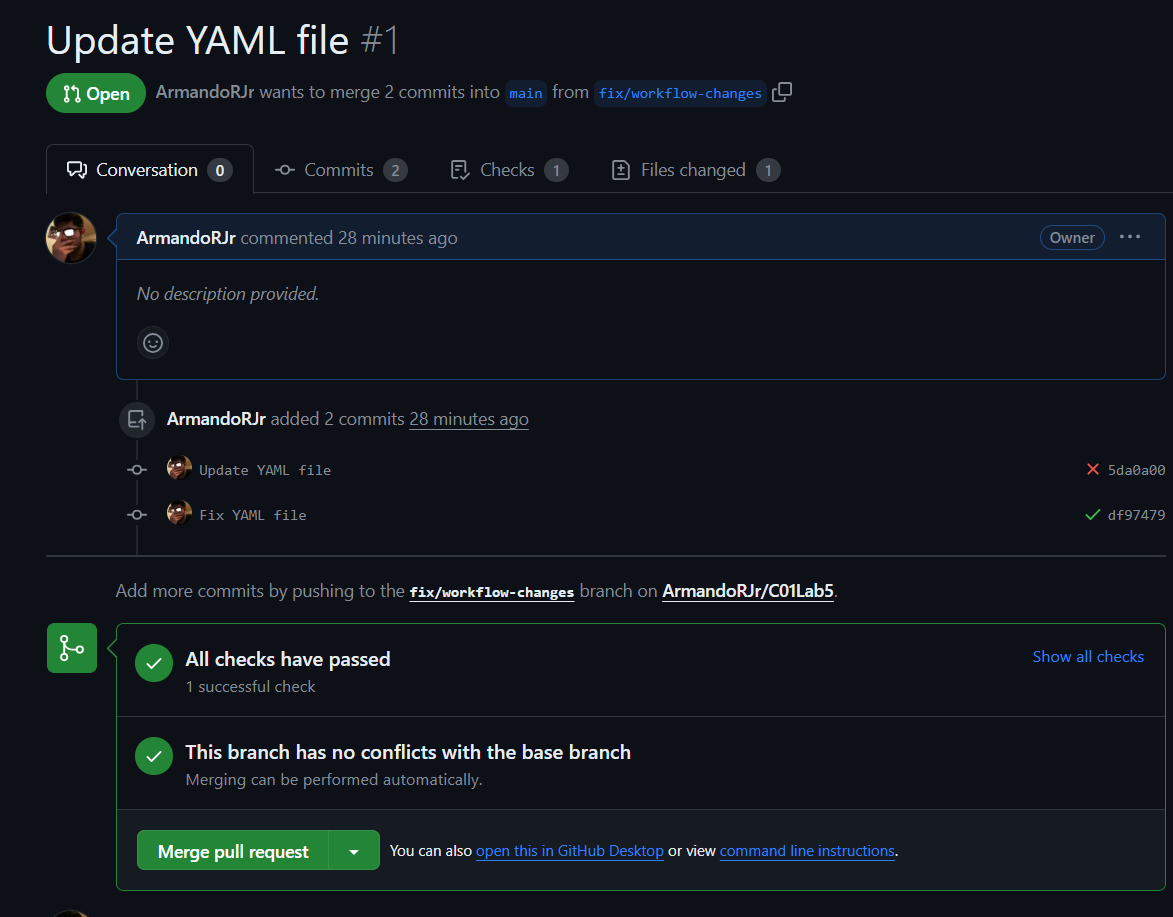 Update YAML file #1
Open ArmandoRJr wants to merge 2 commits into main from fix/workflow-changes
Conversation 0 Commits 2 Checks 1 Files changed 1
ArmandoRJr commented 28 minutes ago Owner
No description provided.
ArmandoRJr added 2 commits 28 minutes ago
Update YAML file 5da0a00
Fix YAML file df97479
Add more commits by pushing to the fix/workflow-changes branch on ArmandoRJr/C01Lab5.
All checks have passed Show all checks
1 successful check
This branch has no conflicts with the base branch
Merging can be performed automatically.
Merge pull request You can also open this in GitHub Desktop or view command line instructions.